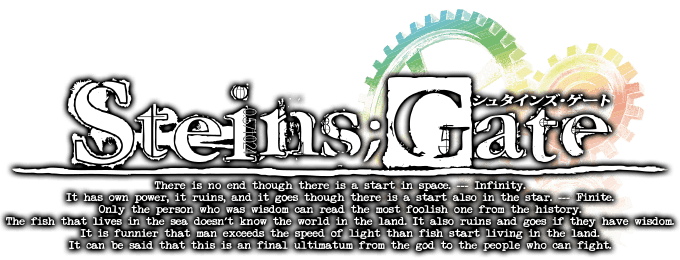 Steins;Gate
シュタインズ・ゲート
There is no end though there is a start in space. --- Infinity.
It has own power, it ruins, and it goes though there is a start also in the star. --- Finite.
Only the person who was wisdom can read the most foolish one from the history.
The fish that lives in the sea doesn't know the world in the land. It also ruins and goes if they have wisdom.
It is funnier that man exceeds the speed of light than fish start living in the land.
It can be said that this is an final ultimatum from the god to the people who can fight.